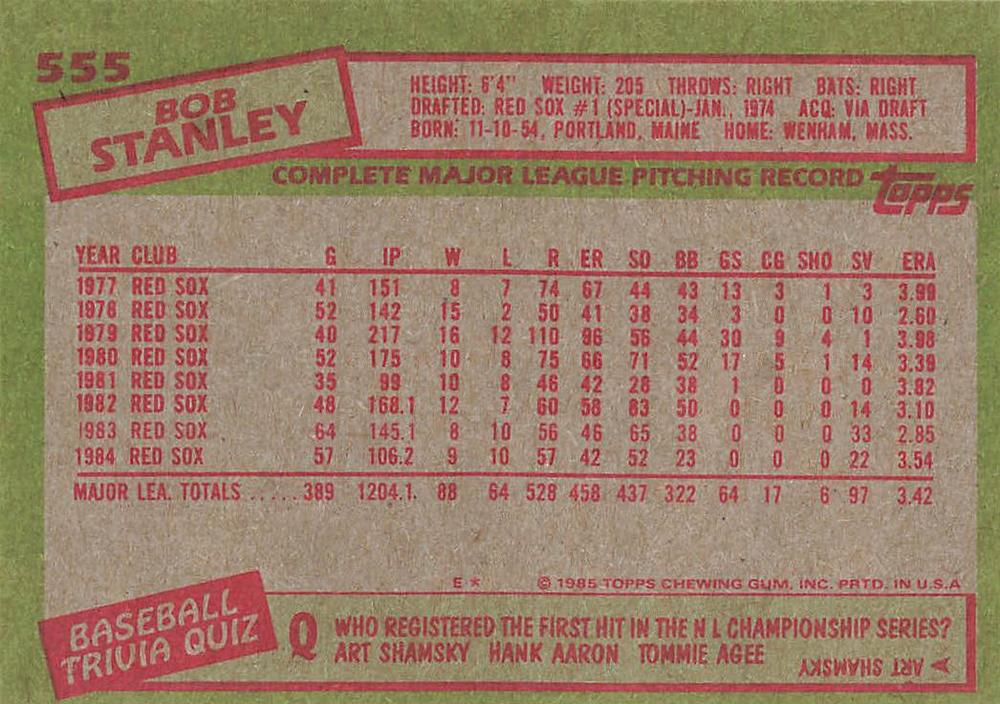 555
BOB
STANLEY
HEIGHT: 6'4" WEIGHT: 205 THROWS: RIGHT BATS: RIGHT
DRAFTED: RED SOX #1 (SPECIAL)-JAN., 1974 ACQ: VIA DRAFT
BORN: 11-10-54, PORTLAND, MAINE HOME: WENHAM, MASS.
COMPLETE MAJOR LEAGUE PITCHING RECORD topps
YEAR CLUB G IP W L R ER SO BB GS CG SHO SV ERA
1977 RED SOX 41 151 8 7 74 67 44 43 13 3 1 3 3.99
1978 RED SOX 52 142 15 2 50 41 38 34 3 0 0 10 2.60
1979 RED SOX 40 217 16 12 110 96 56 44 30 9 4 1 3.98
1980 RED SOX 52 175 10 8 75 66 71 52 17 5 1 14 3.39
1981 RED SOX 35 99 10 8 46 42 28 38 1 0 0 0 3.82
1982 RED SOX 48 168.1 12 7 60 58 83 50 0 0 0 14 3.10
1983 RED SOX 64 145.1 8 10 56 46 65 38 0 0 0 33 2.85
1984 RED SOX 57 106.2 9 10 57 42 52 23 0 0 0 22 3.54
MAJOR LEA. TOTALS ..... 389 1204.1. 88 64 528 458 437 322 64 17 6 97 3.42
E* © 1985 TOPPS CHEWING GUM, INC. PRTD. IN U.S.A
BASEBALL
TRIVIA QUIZ
Q WHO REGISTERED THE FIRST HIT IN THE N L CHAMPIONSHIP SERIES?
ART SHAMSKY HANK AARON TOMMIE AGEE
A ART SHAMSKY